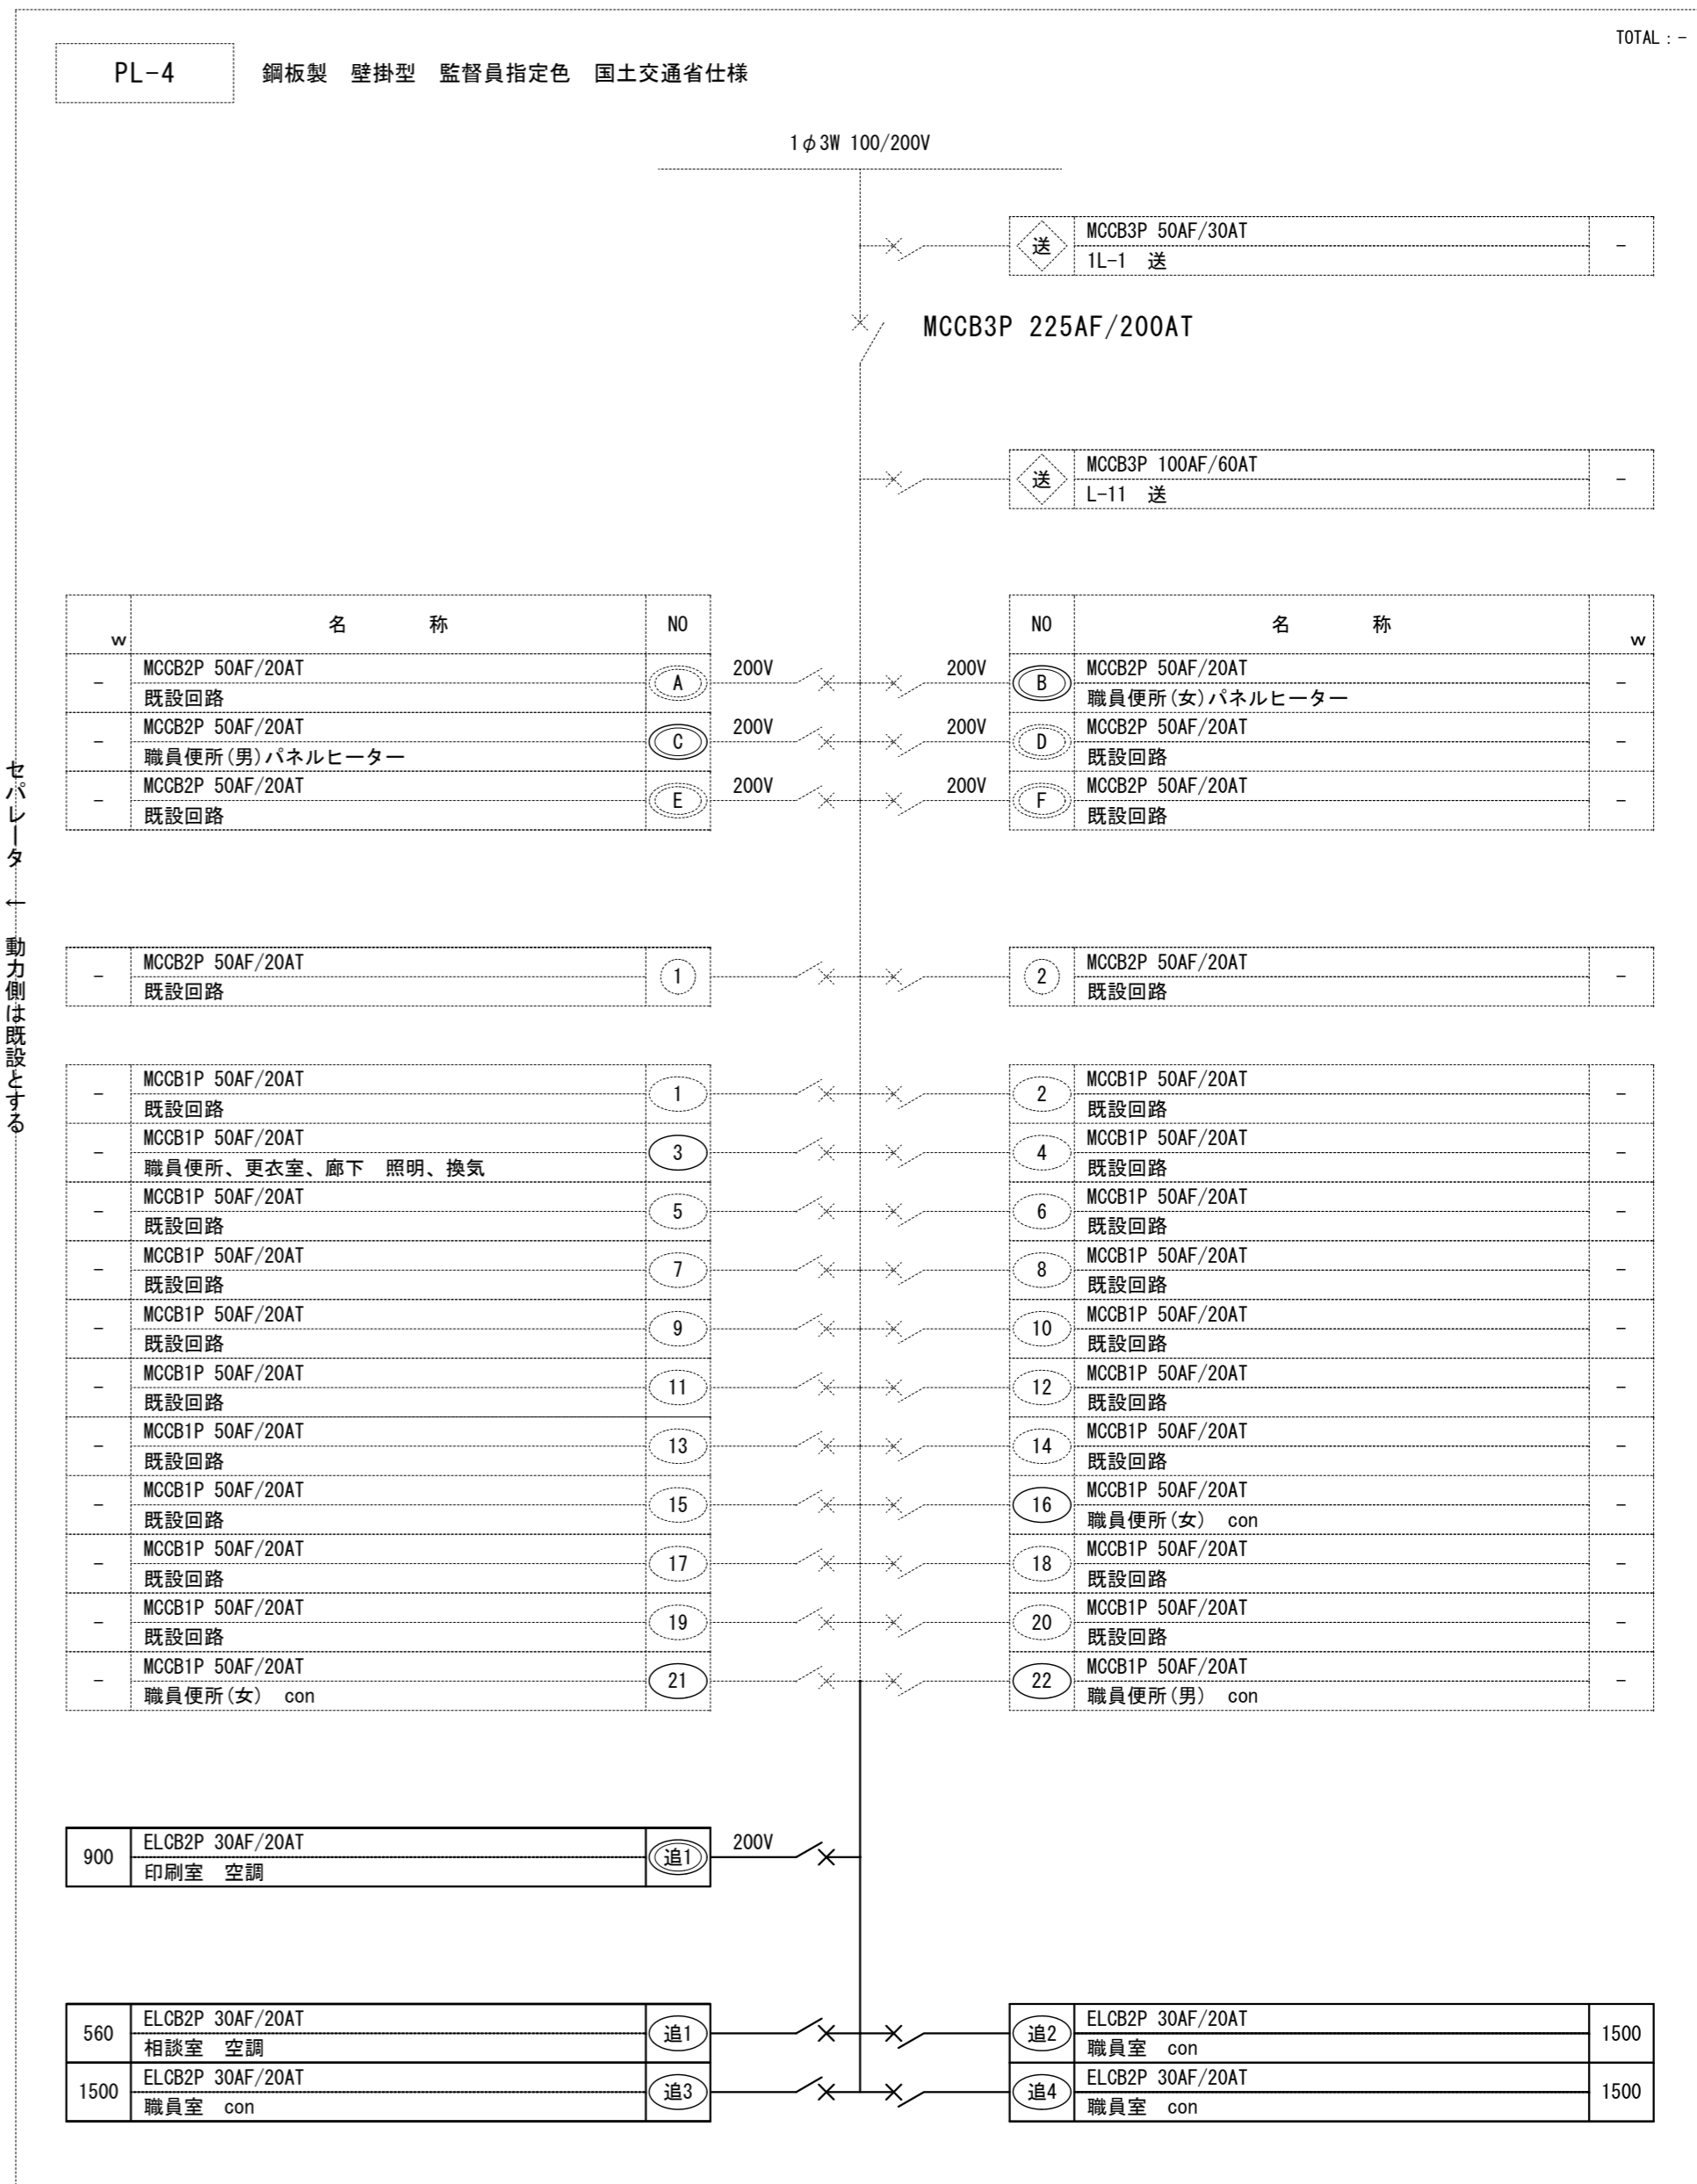 TOTAL：-
PL-4
鋼板製　壁掛型　監督員指定色　国土交通省仕様
1φ3W 100/200V
送 MCCB3P 50AF/30AT -
1L-1　送
MCCB3P 225AF/200AT
送 MCCB3P 100AF/60AT -
L-11　送
W 名称 NO NO 名称 W
- MCCB2P 50AF/20AT A 200V 200V B MCCB2P 50AF/20AT -
既設回路 職員便所(女)パネルヒーター
- MCCB2P 50AF/20AT C 200V 200V D MCCB2P 50AF/20AT -
職員便所(男)パネルヒーター 既設回路
- MCCB2P 50AF/20AT E 200V 200V F MCCB2P 50AF/20AT -
既設回路 既設回路
セパレータ ← 動力側は既設とする
- MCCB2P 50AF/20AT 1 2 MCCB2P 50AF/20AT -
既設回路 既設回路
- MCCB1P 50AF/20AT 1 2 MCCB1P 50AF/20AT -
既設回路 既設回路
- MCCB1P 50AF/20AT 3 4 MCCB1P 50AF/20AT -
職員便所、更衣室、廊下　照明、換気 既設回路
- MCCB1P 50AF/20AT 5 6 MCCB1P 50AF/20AT -
既設回路 既設回路
- MCCB1P 50AF/20AT 7 8 MCCB1P 50AF/20AT -
既設回路 既設回路
- MCCB1P 50AF/20AT 9 10 MCCB1P 50AF/20AT -
既設回路 既設回路
- MCCB1P 50AF/20AT 11 12 MCCB1P 50AF/20AT -
既設回路 既設回路
- MCCB1P 50AF/20AT 13 14 MCCB1P 50AF/20AT -
既設回路 既設回路
- MCCB1P 50AF/20AT 15 16 MCCB1P 50AF/20AT -
既設回路 職員便所(女)　con
- MCCB1P 50AF/20AT 17 18 MCCB1P 50AF/20AT -
既設回路 既設回路
- MCCB1P 50AF/20AT 19 20 MCCB1P 50AF/20AT -
既設回路 既設回路
- MCCB1P 50AF/20AT 21 22 MCCB1P 50AF/20AT -
職員便所(女)　con 職員便所(男)　con
900 ELCB2P 30AF/20AT 追1 200V
印刷室　空調
560 ELCB2P 30AF/20AT 追1 追2 ELCB2P 30AF/20AT 1500
相談室　空調 職員室　con
1500 ELCB2P 30AF/20AT 追3 追4 ELCB2P 30AF/20AT 1500
職員室　con 職員室　con